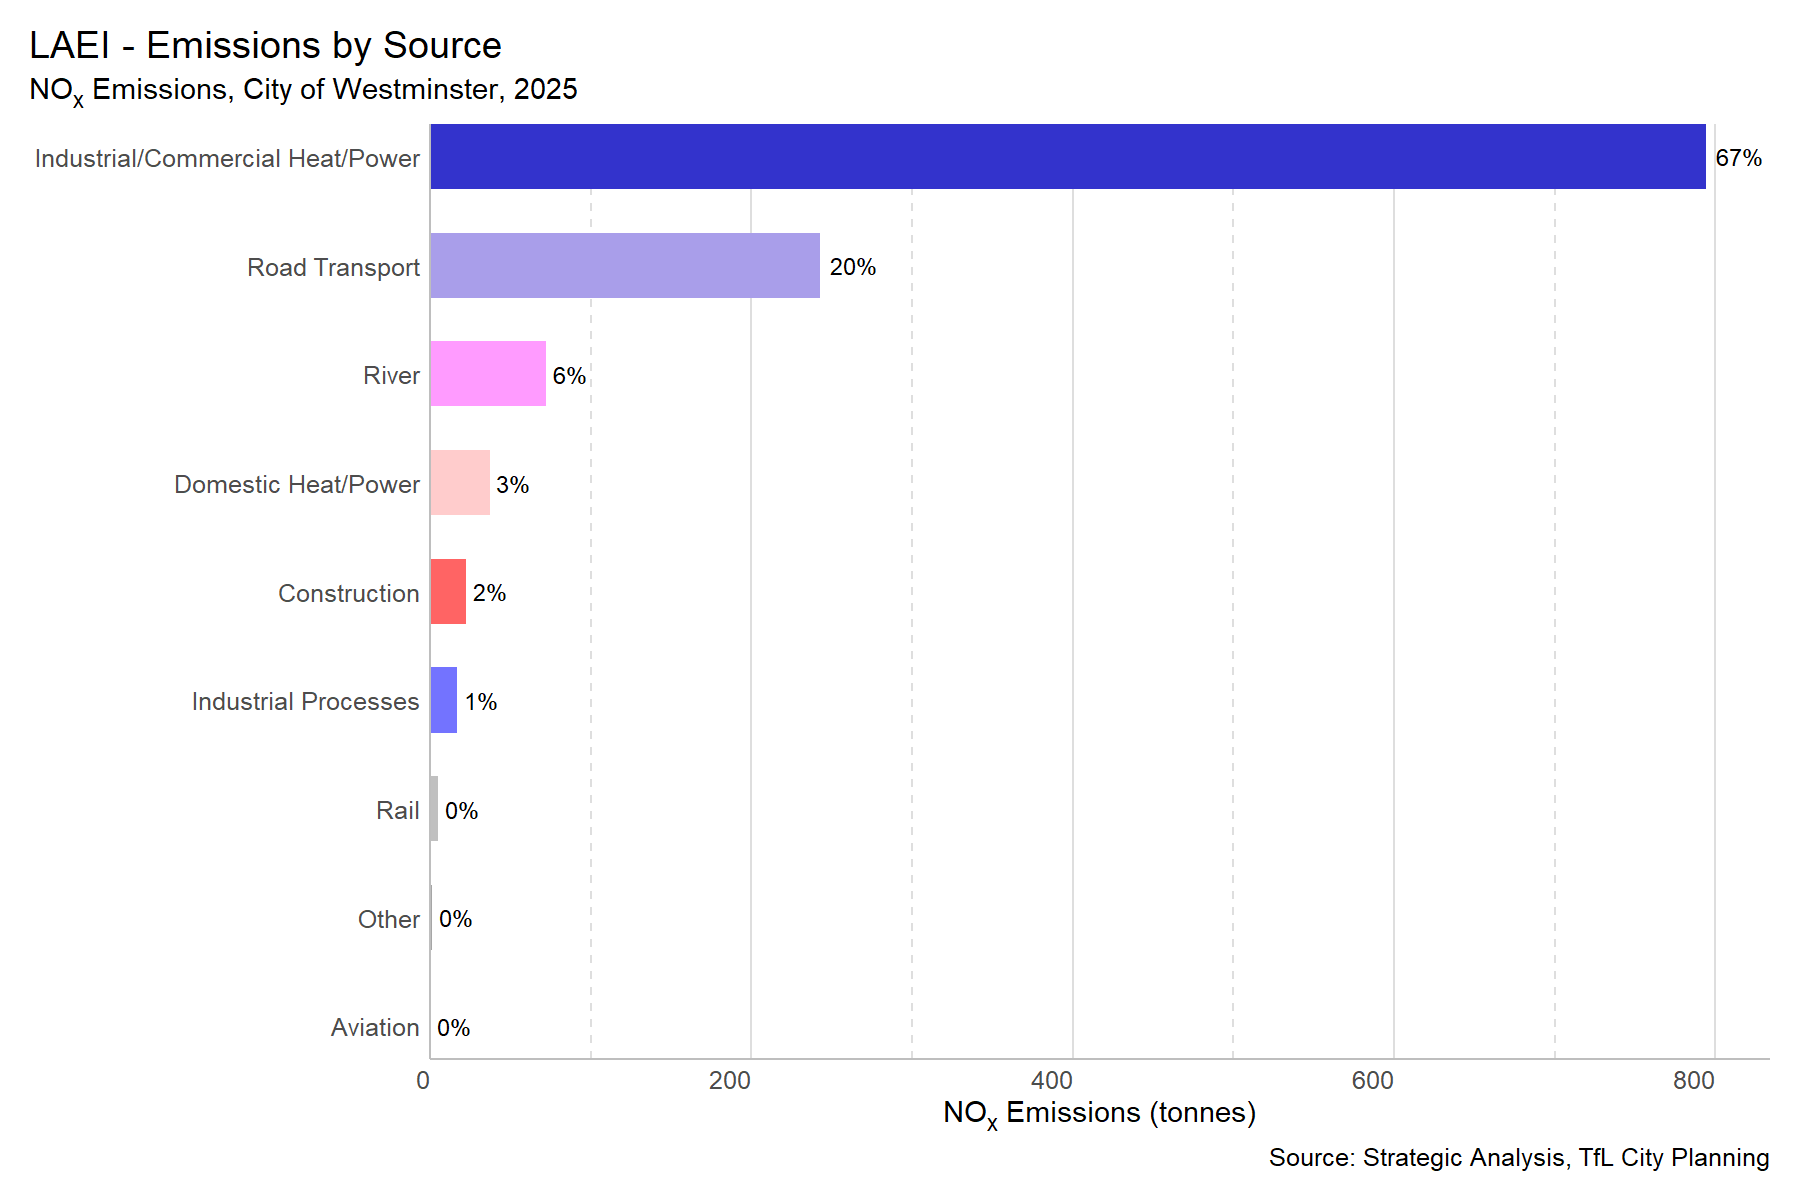 LAEI - Emissions by Source
NOx Emissions, City of Westminster, 2025
Industrial/Commercial Heat/Power 67%
Road Transport 20%
River 6%
Domestic Heat/Power 3%
Construction 2%
Industrial Processes 1%
Rail 0%
Other 0%
Aviation 0%
0 200 400 600 800
NOx Emissions (tonnes)
Source: Strategic Analysis, TfL City Planning